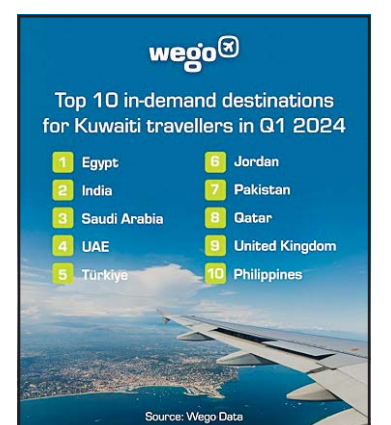 wego
Top 10 in-demand destinations
for Kuwaiti travellers in Q1 2024
1 Egypt
2 India
3 Saudi Arabia
4 UAE
5 Türkiye
6 Jordan
7 Pakistan
8 Qatar
9 United Kingdom
10 Philippines
Source: Wego Data